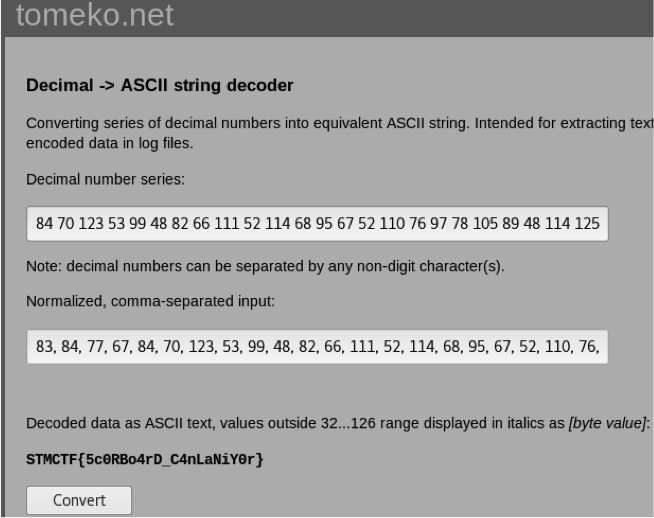 tomeko.net
Decimal -> ASCII string decoder
Converting series of decimal numbers into equivalent ASCII string. Intended for extracting text
encoded data in log files.
Decimal number series:
84 70 123 53 99 48 82 66 111 52 114 68 95 67 52 110 76 97 78 105 89 48 114 125
Note: decimal numbers can be separated by any non-digit character(s).
Normalized, comma-separated input:
83, 84, 77, 67, 84, 70, 123, 53, 99, 48, 82, 66, 111, 52, 114, 68, 95, 67, 52, 110, 76,
Decoded data as ASCII text, values outside 32...126 range displayed in italics as [byte value]:
STMCTF{5c0RBo4rD_C4nLaNiY0r}
Convert